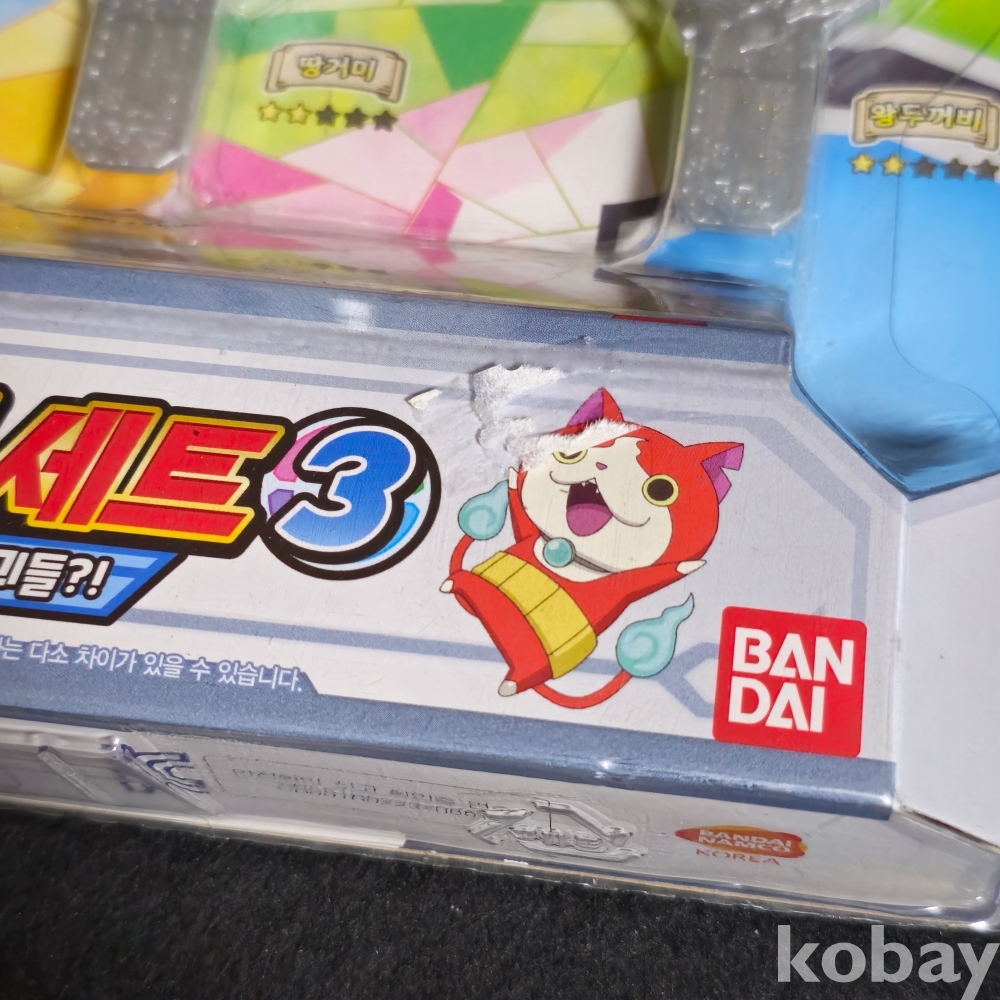 땅거미
왕두꺼비
세트3
민들?!
는 다소 차이가 있을 수 있습니다.
BAN
DAI
BANDAI
NAMCO
KOREA
kobay